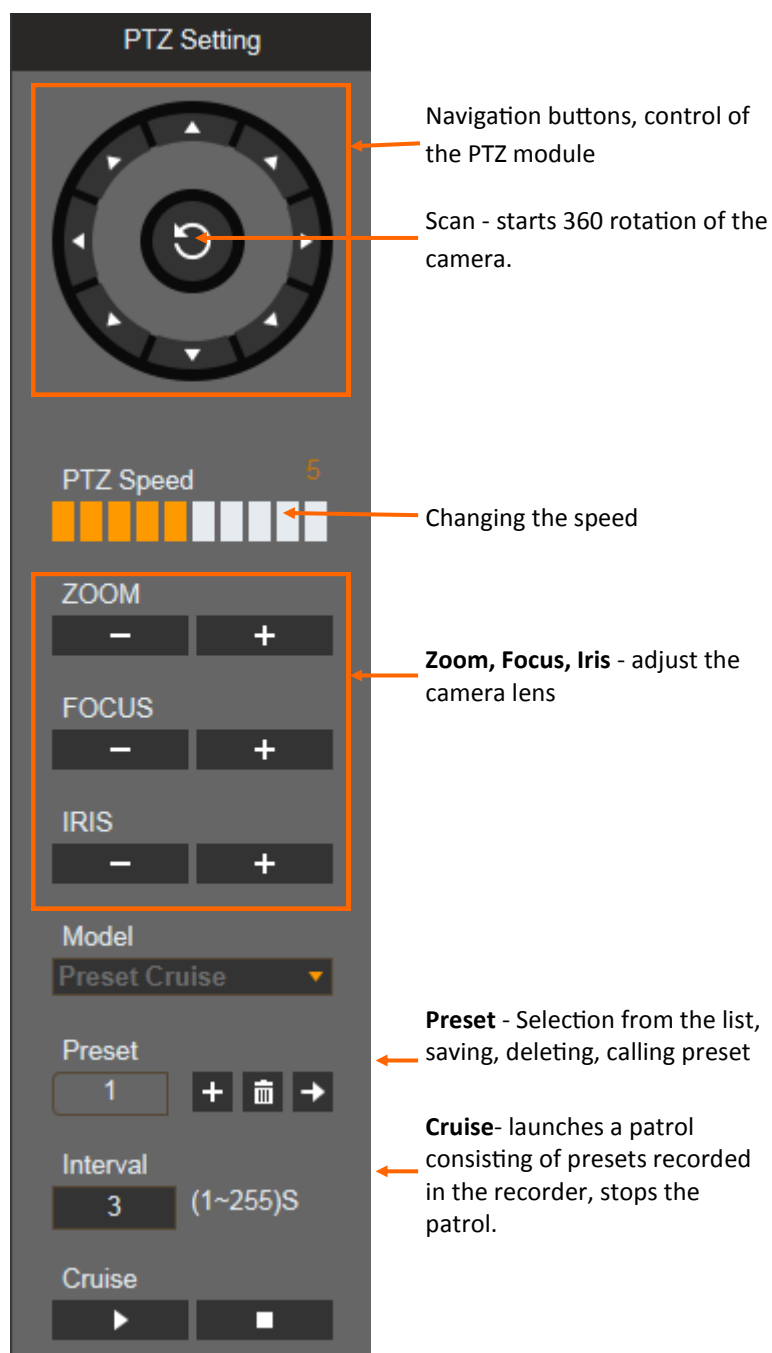 PTZ Setting
Navigation buttons, control of
the PTZ module
Scan - starts 360 rotation of the
camera.
PTZ Speed
5
Changing the speed
ZOOM
− +
Zoom, Focus, Iris - adjust the
camera lens
FOCUS
− +
IRIS
− +
Model
Preset Cruise
Preset - Selection from the list,
saving, deleting, calling preset
Preset
1 +
Cruise- launches a patrol
consisting of presets recorded
in the recorder, stops the
patrol.
Interval
3 (1~255)S
Cruise